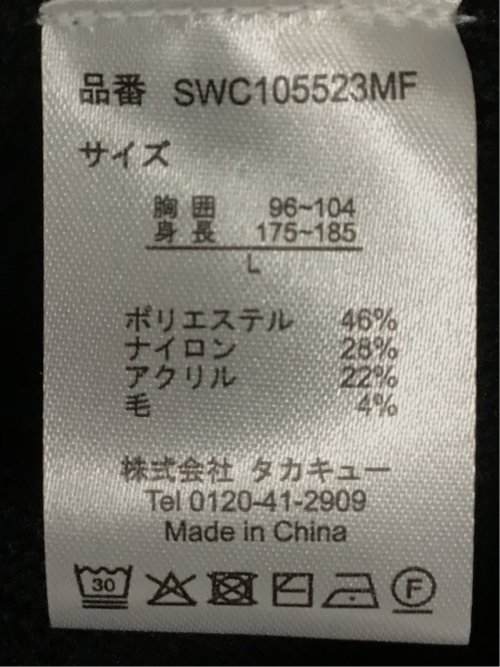 品番 SWC105523MF
サイズ
胸囲 96~104
身長 175~185
L
ポリエステル 46%
ナイロン 28%
アクリル 22%
毛 4%
株式会社 タカキュー
Tel 0120-41-2909
Made in China
30 F